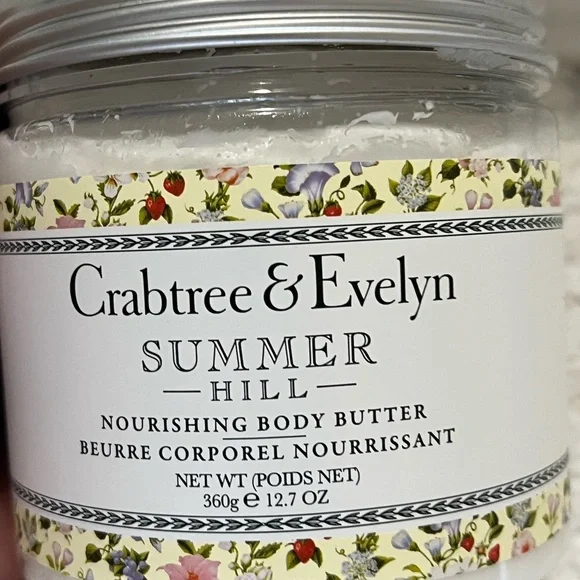 Crabtree & Evelyn
SUMMER
HILL
NOURISHING BODY BUTTER
BEURRE CORPOREL NOURRISSANT
NET WT (POIDS NET)
360g ℮ 12.7 OZ